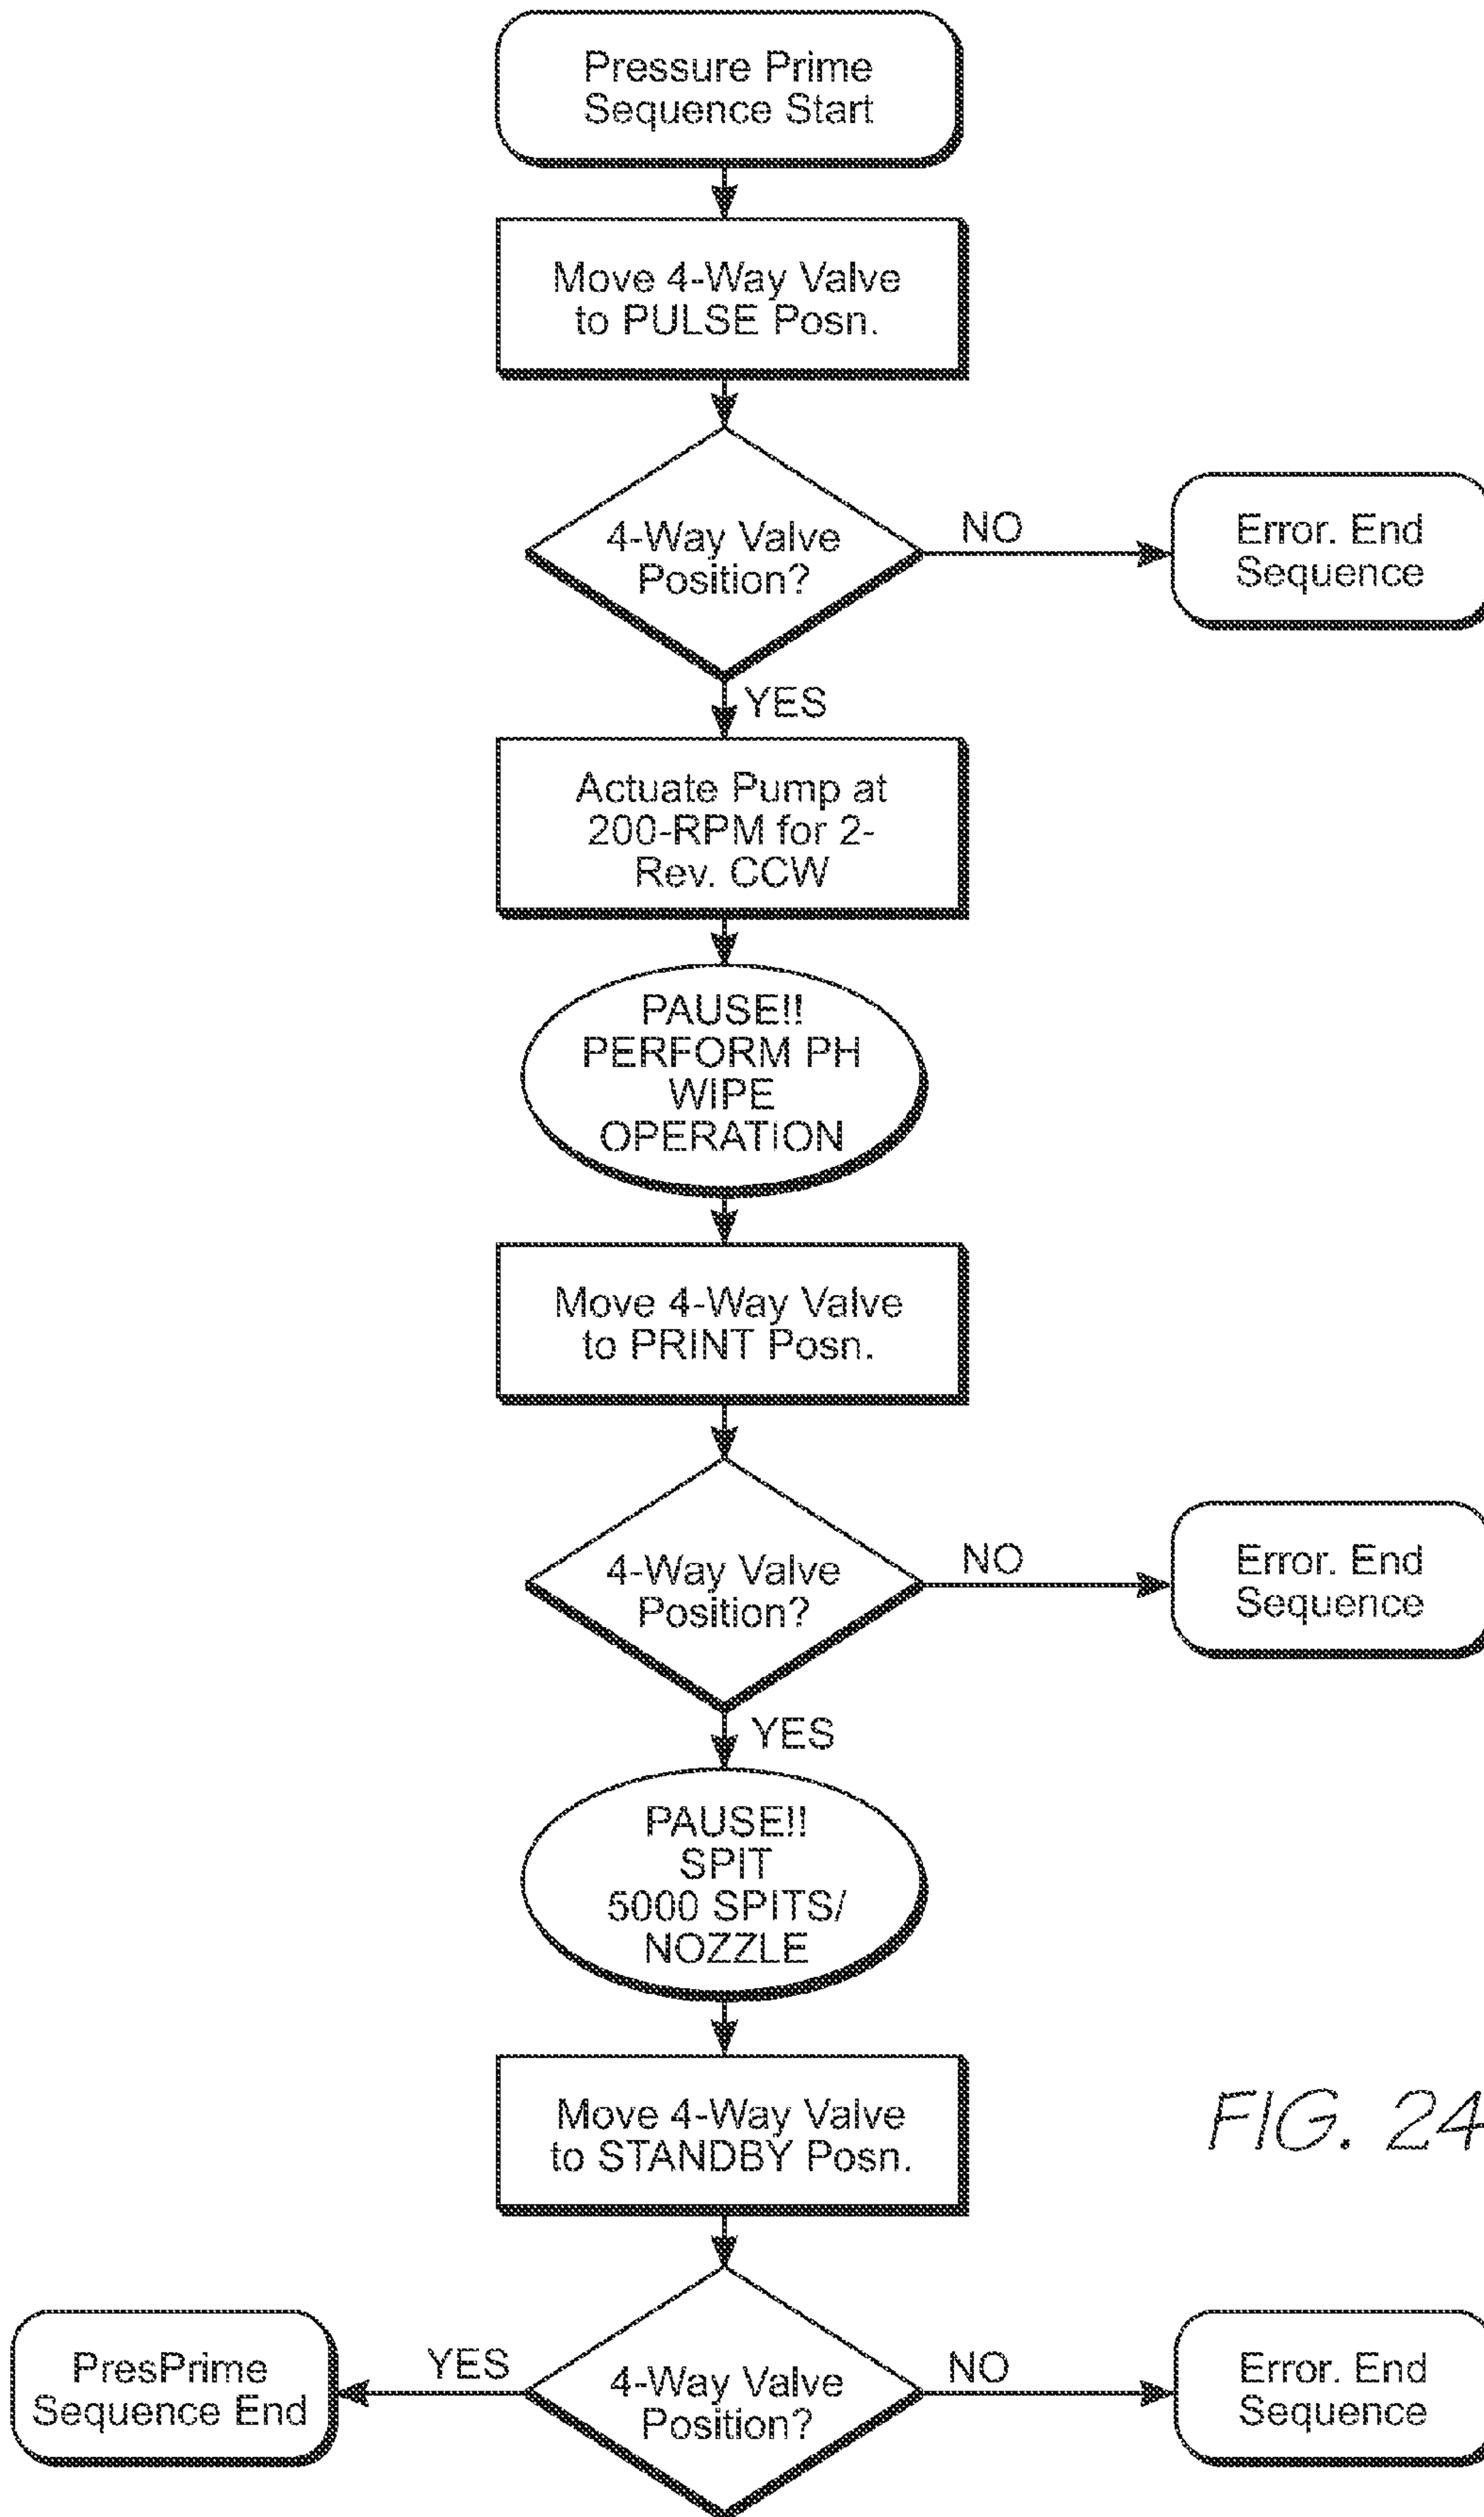 Pressure Prime
Sequence Start
Move 4-Way Valve
to PULSE Posn.
4-Way Valve
Position?
NO
Error. End
Sequence
YES
Actuate Pump at
200-RPM for 2-
Rev. CCW
PAUSE!!
PERFORM PH
WIPE
OPERATION
Move 4-Way Valve
to PRINT Posn.
4-Way Valve
Position?
NO
Error. End
Sequence
YES
PAUSE!!
SPIT
5000 SPITS/
NOZZLE
Move 4-Way Valve
to STANDBY Posn.
FIG. 24
4-Way Valve
Position?
YES
PresPrime
Sequence End
NO
Error. End
Sequence